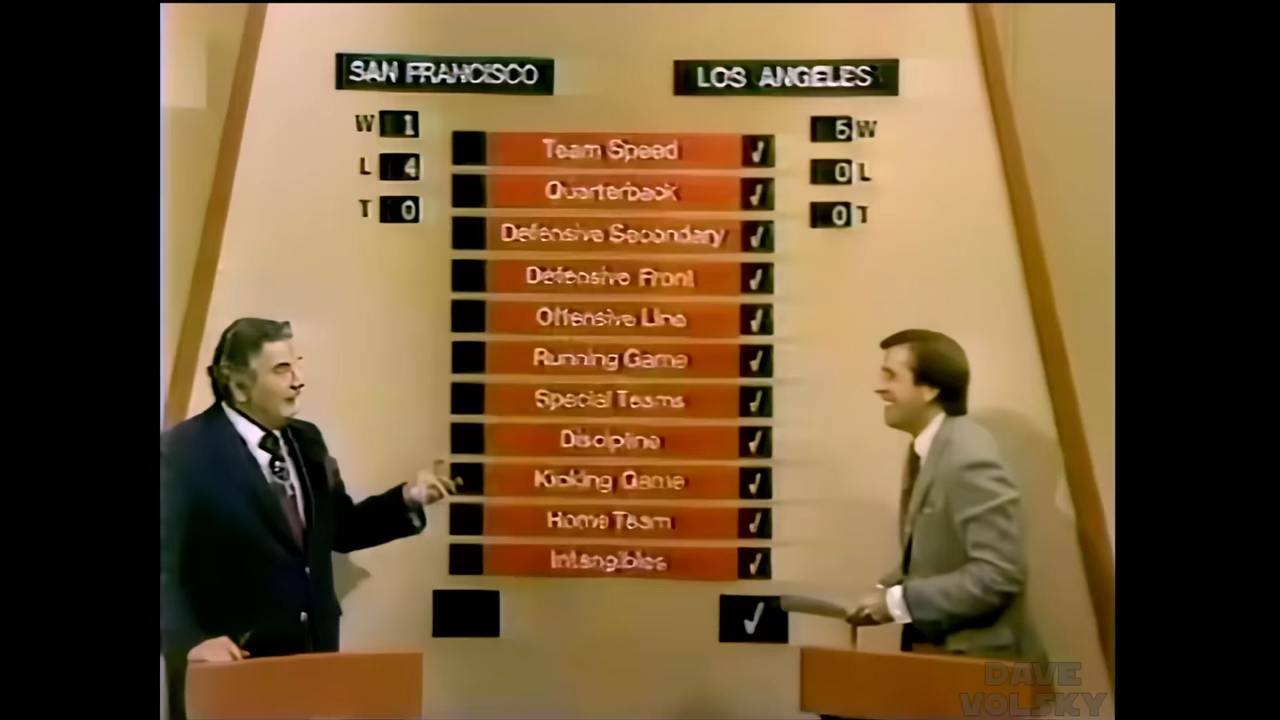 SAN FRANCISCO
LOS ANGELES
W 1
L 4
T 0
5 W
0 L
0 T
Team Speed ✓
Quarterback ✓
Defensive Secondary ✓
Defensive Front ✓
Offensive Line ✓
Running Game ✓
Special Teams ✓
Discipline ✓
Kicking Game ✓
Home Team ✓
Intangibles ✓
✓
DAVE
VOLSKY